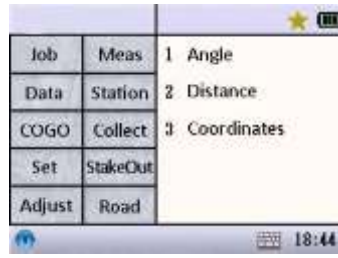 Job Meas 1 Angle
Data Station 2 Distance
COGO Collect 3 Coordinates
Set StakeOut
Adjust Road
18:44